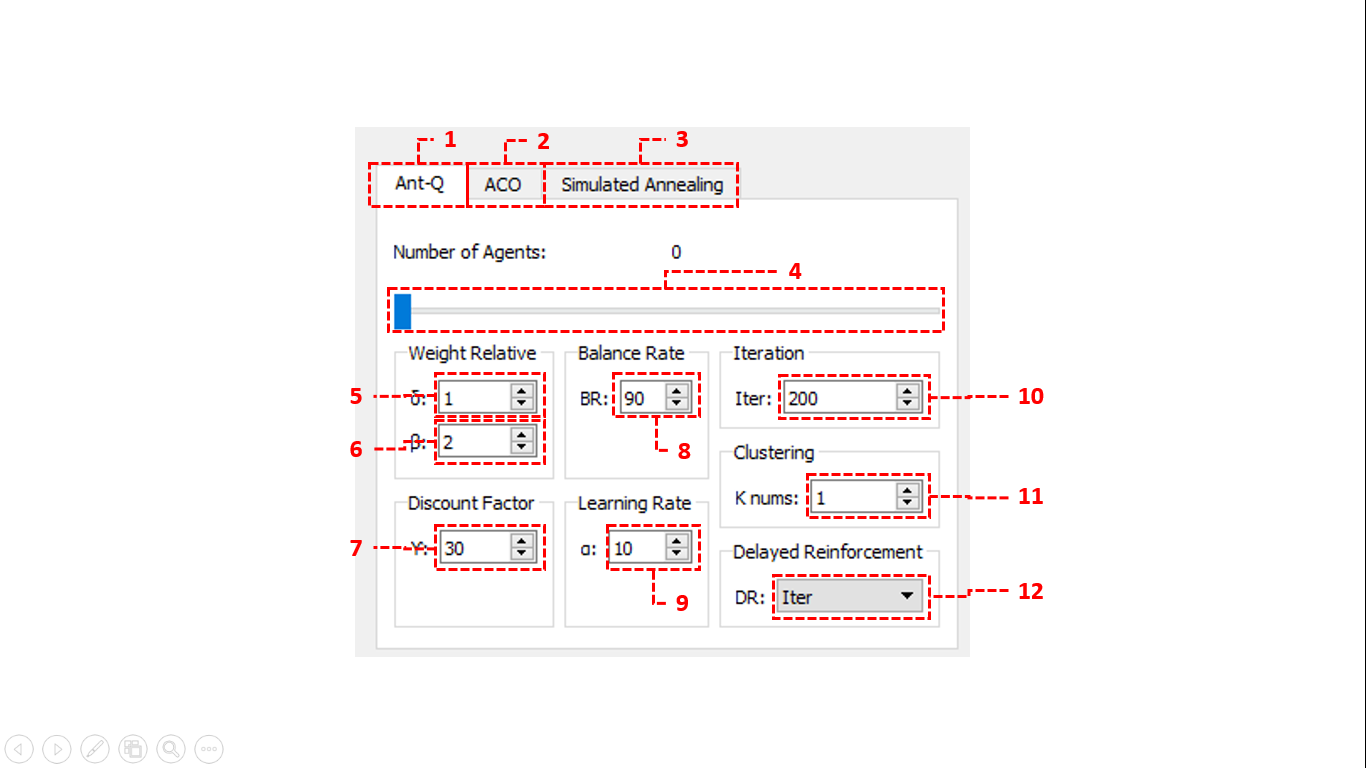 1 2 3
Ant-Q ACO Simulated Annealing
Number of Agents: 0
4
Weight Relative Balance Rate Iteration
5 δ: 1 BR: 90 Iter: 200 10
6 β: 2 8
Clustering
K nums: 1 11
Discount Factor Learning Rate
7 γ: 30 α: 10
Delayed Reinforcement
9 DR: Iter 12